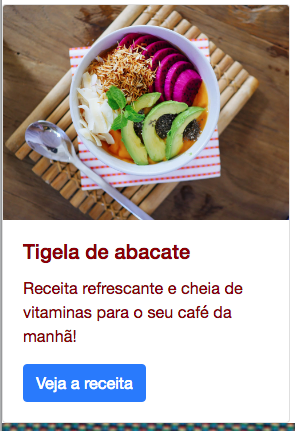 Tigela de abacate
Receita refrescante e cheia de
vitaminas para o seu café da
manhã!
Veja a receita